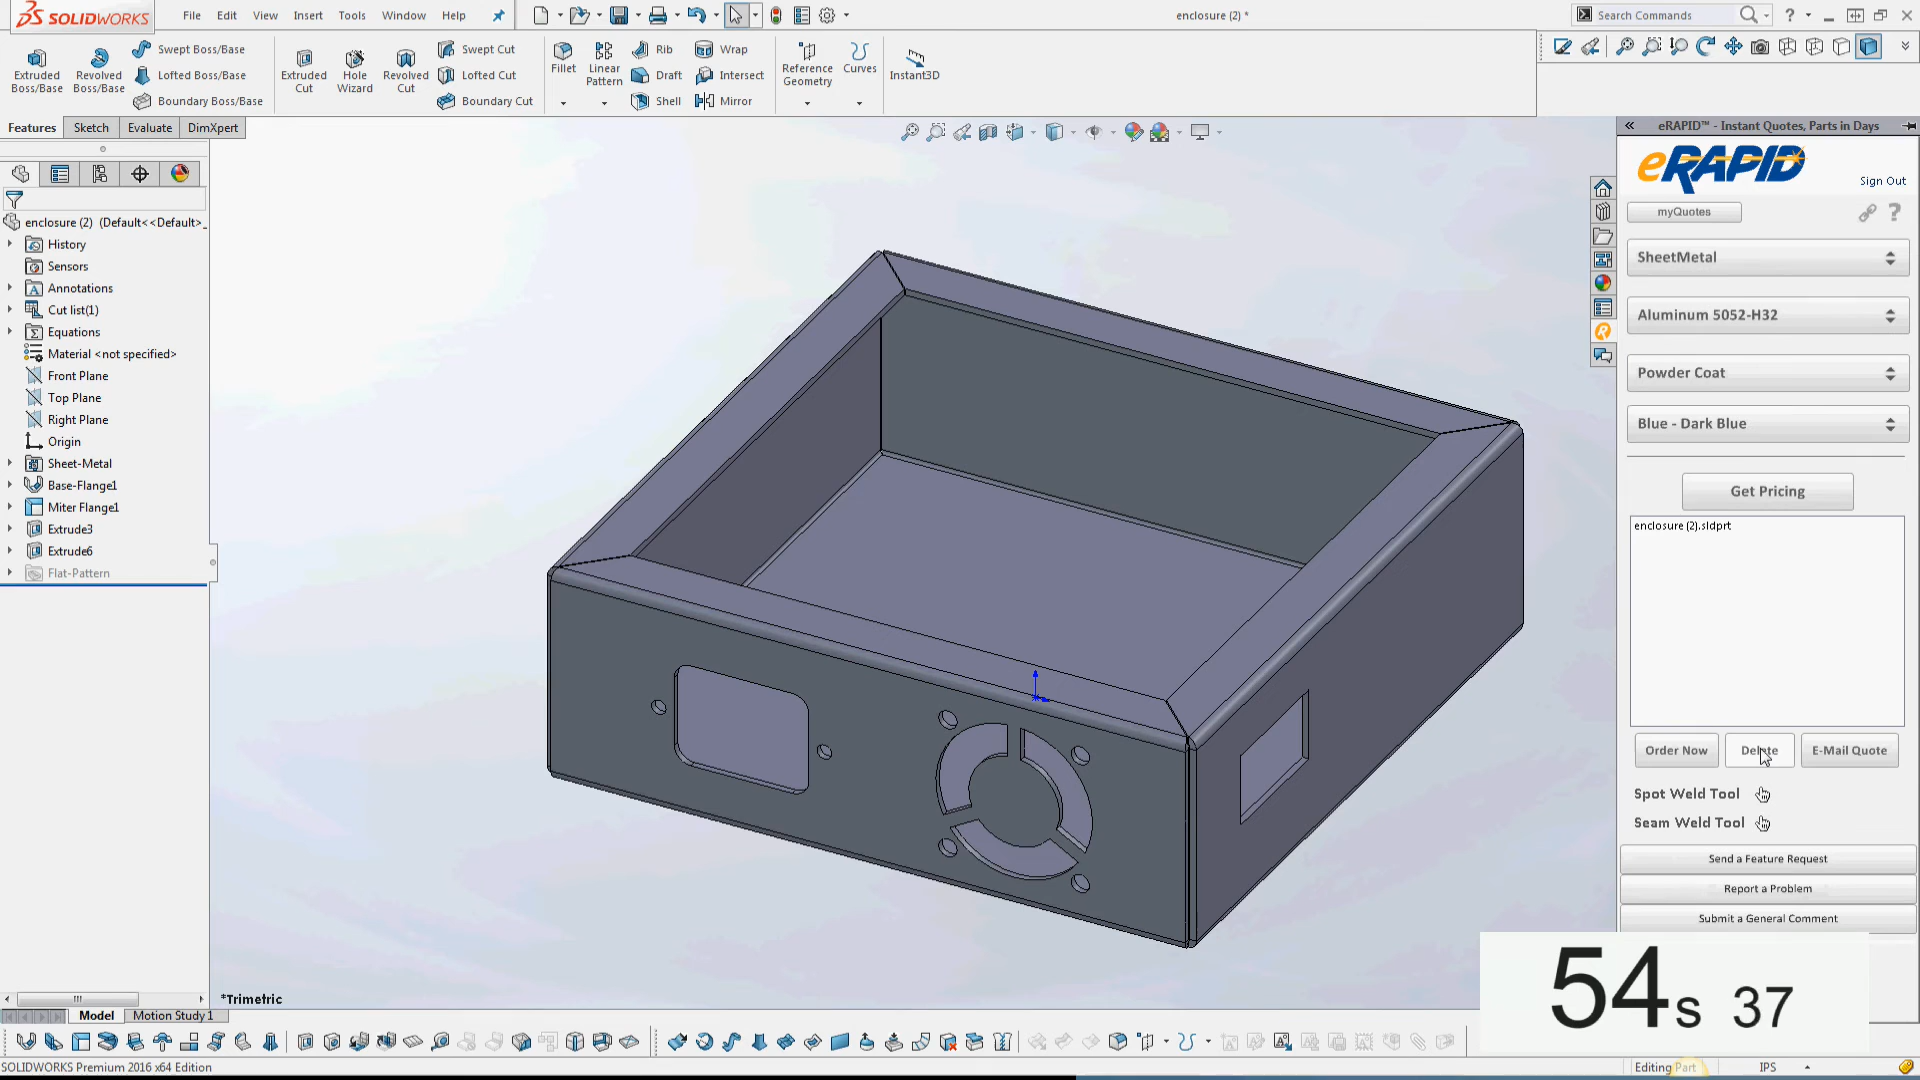 SOLIDWORKS
File Edit View Insert Tools Window Help
enclosure (2) *
Search Commands
Extruded Boss/Base
Revolved Boss/Base
Swept Boss/Base
Lofted Boss/Base
Boundary Boss/Base
Extruded Cut
Hole Wizard
Revolved Cut
Swept Cut
Lofted Cut
Boundary Cut
Fillet
Linear Pattern
Rib
Draft
Shell
Wrap
Intersect
Mirror
Reference Geometry
Curves
Instant3D
Features Sketch Evaluate DimXpert
enclosure (2) (Default<<Default>_
History
Sensors
Annotations
Cut list(1)
Equations
Material <not specified>
Front Plane
Top Plane
Right Plane
Origin
Sheet-Metal
Base-Flange1
Miter Flange1
Extrude3
Extrude6
Flat-Pattern
*Trimetric
Model Motion Study 1
SOLIDWORKS Premium 2016 x64 Edition
Editing Part
IPS
eRAPID™ - Instant Quotes, Parts in Days
eRAPID
Sign Out
myQuotes
SheetMetal
Aluminum 5052-H32
Powder Coat
Blue - Dark Blue
Get Pricing
enclosure (2).sldprt
Order Now Delete E-Mail Quote
Spot Weld Tool
Seam Weld Tool
Send a Feature Request
Report a Problem
Submit a General Comment
54s 37